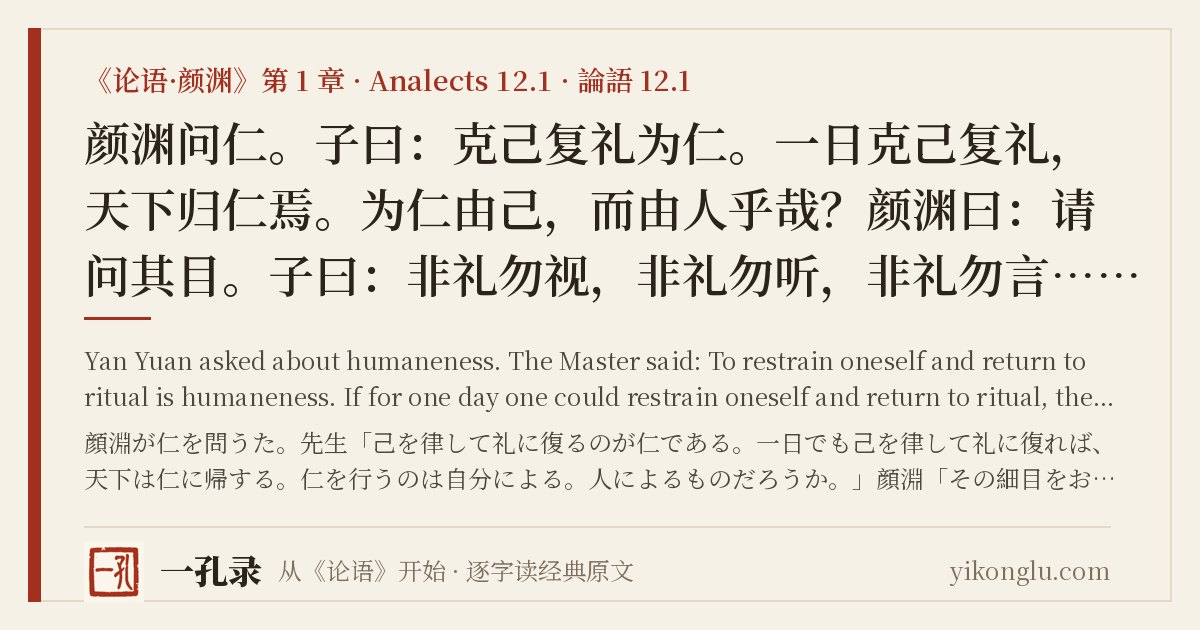 《论语·颜渊》第 1 章 · Analects 12.1 · 論語 12.1
颜渊问仁。子曰：克己复礼为仁。一日克己复礼，
天下归仁焉。为仁由己，而由人乎哉？颜渊曰：请
问其目。子曰：非礼勿视，非礼勿听，非礼勿言……
Yan Yuan asked about humaneness. The Master said: To restrain oneself and return to
ritual is humaneness. If for one day one could restrain oneself and return to ritual, the...
顔淵が仁を問うた。先生「己を律して礼に復るのが仁である。一日でも己を律して礼に復れば、
天下は仁に帰する。仁を行うのは自分による。人によるものだろうか。」顔淵「その細目をお…
一孔
一孔录
从《论语》开始 · 逐字读经典原文
yikonglu.com